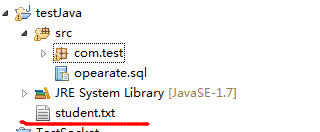 testJava
src
com.test
opearate.sql
JRE System Library [JavaSE-1.7]
student.txt